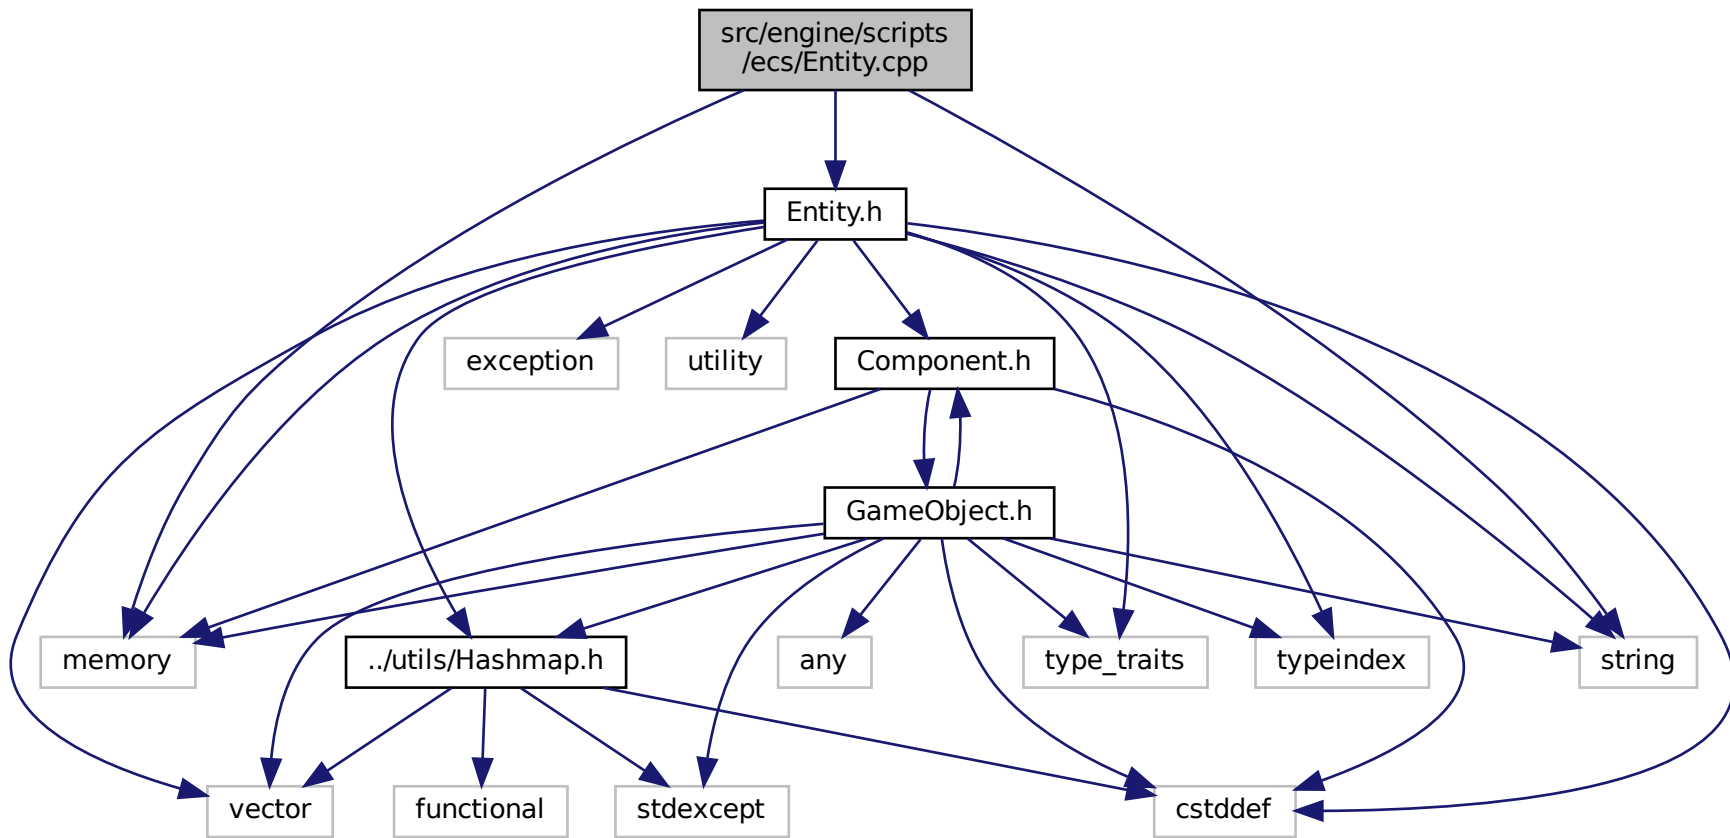 src/engine/scripts
/ecs/Entity.cpp
Entity.h
exception
utility
Component.h
GameObject.h
memory
../utils/Hashmap.h
any
type_traits
typeindex
string
vector
functional
stdexcept
cstddef